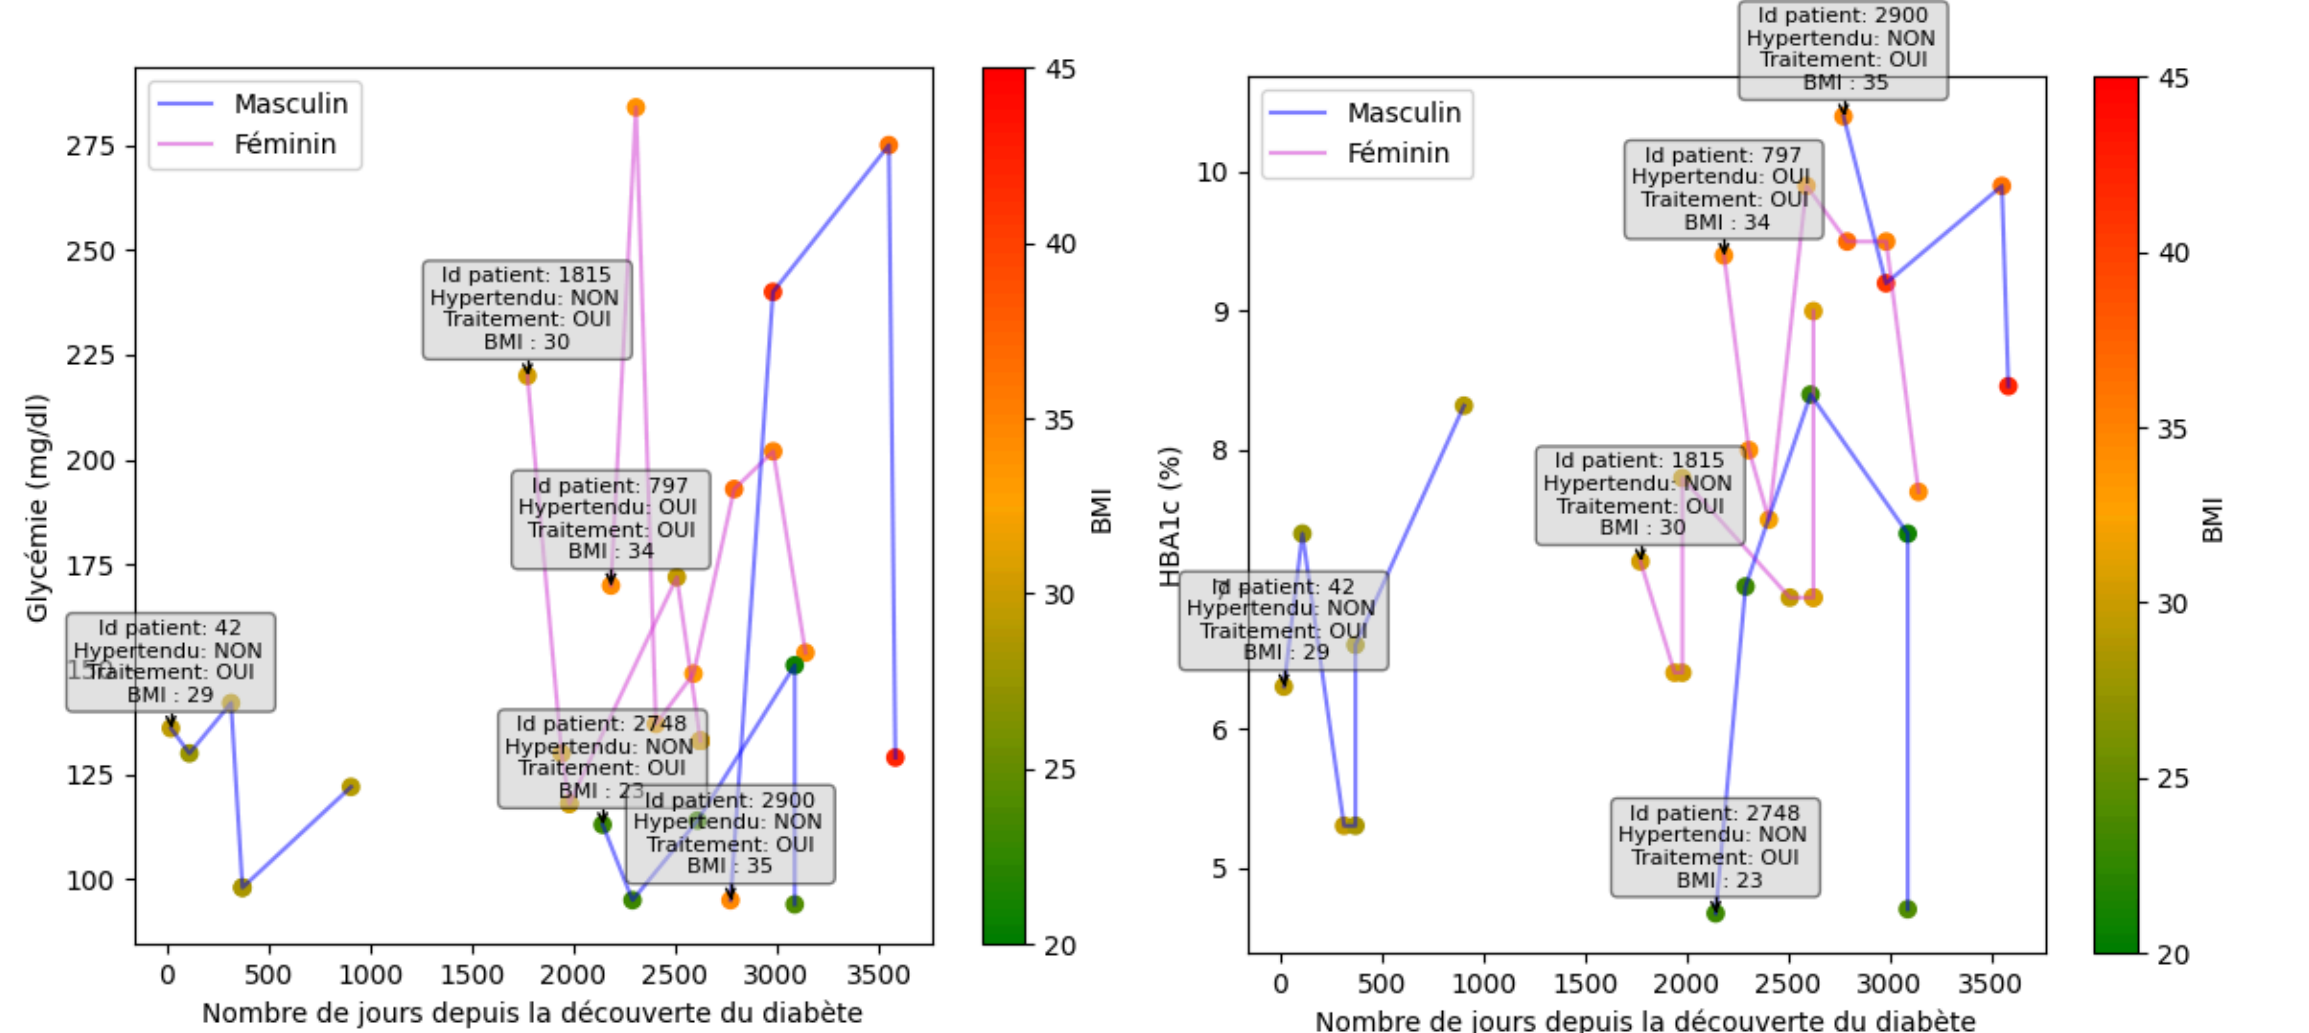 Masculin
Féminin
275
250
225
200
175
150
125
100
Glycémie (mg/dl)
Id patient: 1815
Hypertendu: NON
Traitement: OUI
BMI : 30
Id patient: 797
Hypertendu: OUI
Traitement: OUI
BMI : 34
Id patient: 42
Hypertendu: NON
Traitement: OUI
BMI : 29
Id patient: 2748
Hypertendu: NON
Traitement: OUI
BMI : 23
Id patient: 2900
Hypertendu: NON
Traitement: OUI
BMI : 35
0 500 1000 1500 2000 2500 3000 3500
Nombre de jours depuis la découverte du diabète
45
40
35
30
25
20
BMI
Masculin
Féminin
10
9
8
7
6
5
HBA1c (%)
Id patient: 2900
Hypertendu: NON
Traitement: OUI
BMI : 35
Id patient: 797
Hypertendu: OUI
Traitement: OUI
BMI : 34
Id patient: 1815
Hypertendu: NON
Traitement: OUI
BMI : 30
Id patient: 42
Hypertendu: NON
Traitement: OUI
BMI : 29
Id patient: 2748
Hypertendu: NON
Traitement: OUI
BMI : 23
0 500 1000 1500 2000 2500 3000 3500
Nombre de jours depuis la découverte du diabète
45
40
35
30
25
20
BMI